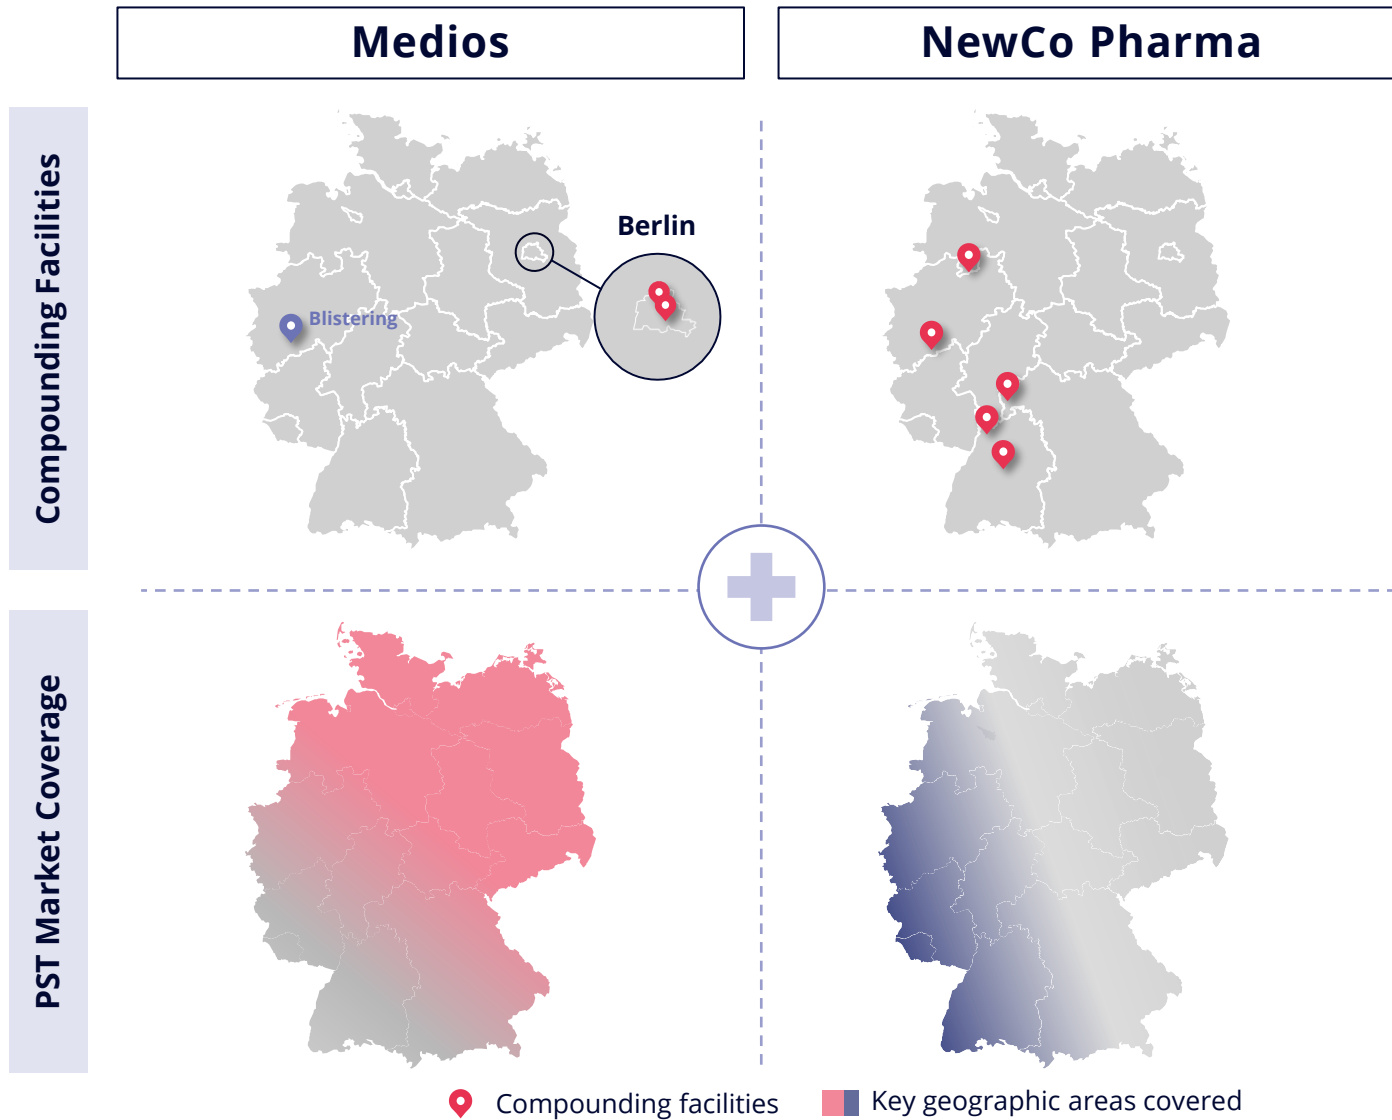 Medios
NewCo Pharma
Compounding Facilities
Berlin
Blistering
PST Market Coverage
Compounding facilities
Key geographic areas covered